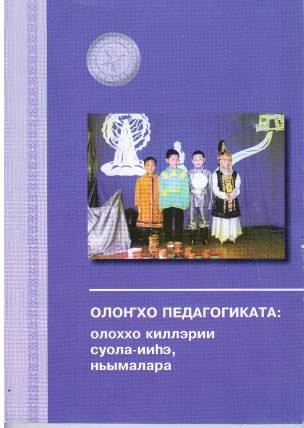 ОЛОҤХО ПЕДАГОГИКАТА:
олоххо киллэрии
суола-ииһэ,
ньымалара